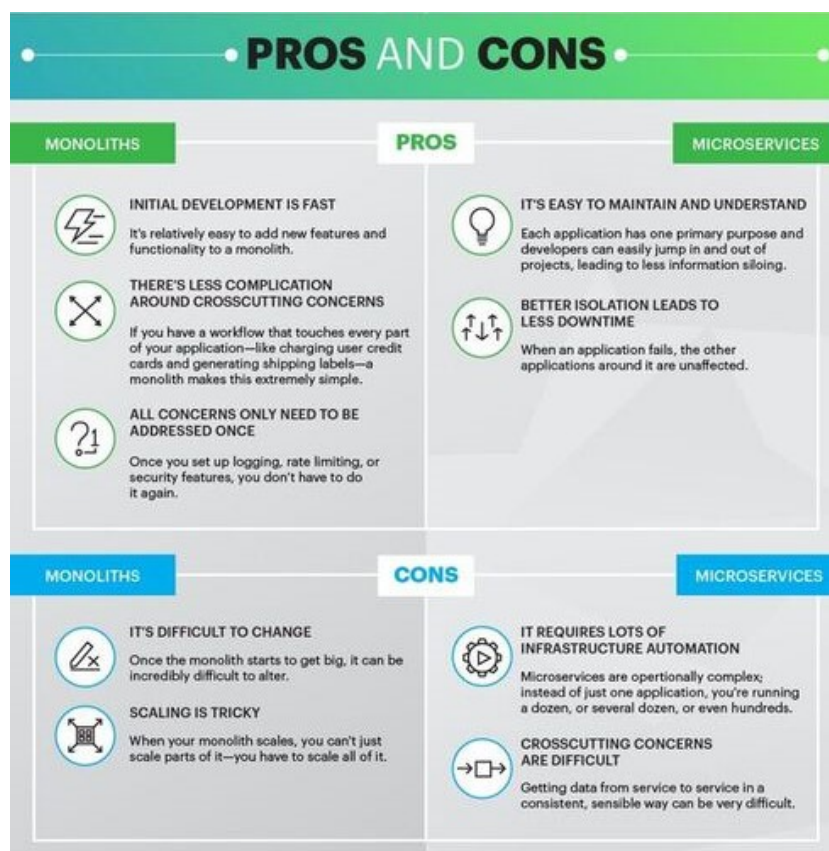 PROS AND CONS
MONOLITHS
PROS
MICROSERVICES
INITIAL DEVELOPMENT IS FAST
It's relatively easy to add new features and
functionality to a monolith.
THERE'S LESS COMPLICATION
AROUND CROSSCUTTING CONCERNS
If you have a workflow that touches every part
of your application—like charging user credit
cards and generating shipping labels—a
monolith makes this extremely simple.
ALL CONCERNS ONLY NEED TO BE
ADDRESSED ONCE
Once you set up logging, rate limiting, or
security features, you don't have to do
it again.
IT'S EASY TO MAINTAIN AND UNDERSTAND
Each application has one primary purpose and
developers can easily jump in and out of
projects, leading to less information siloing.
BETTER ISOLATION LEADS TO
LESS DOWNTIME
When an application fails, the other
applications around it are unaffected.
MONOLITHS
CONS
MICROSERVICES
IT'S DIFFICULT TO CHANGE
Once the monolith starts to get big, it can be
incredibly difficult to alter.
SCALING IS TRICKY
When your monolith scales, you can't just
scale parts of it—you have to scale all of it.
IT REQUIRES LOTS OF
INFRASTRUCTURE AUTOMATION
Microservices are opertionally complex;
instead of just one application, you're running
a dozen, or several dozen, or even hundreds.
CROSSCUTTING CONCERNS
ARE DIFFICULT
Getting data from service to service in a
consistent, sensible way can be very difficult.